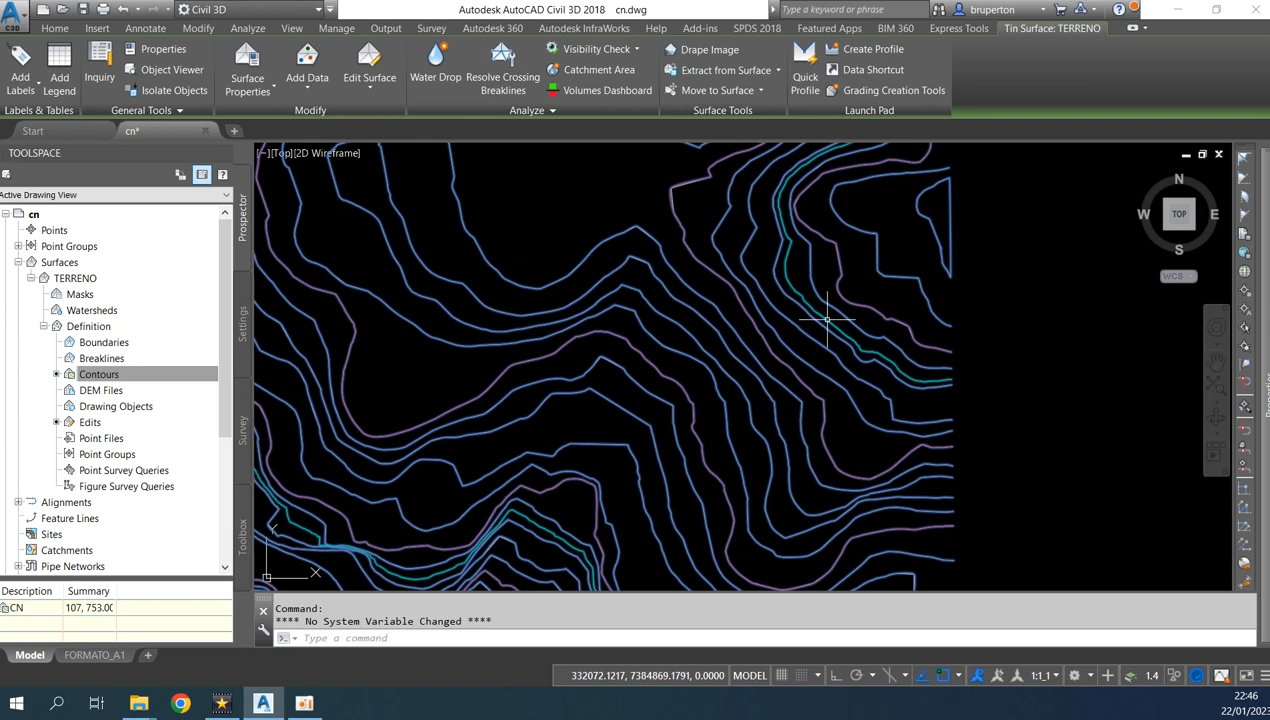 Civil 3D
Autodesk AutoCAD Civil 3D 2018 cn.dwg
Type a keyword or phrase
bruperton
C3D
Home Insert Annotate Modify Analyze View Manage Output Survey Autodesk 360 Autodesk InfraWorks Help Add-ins SPDS 2018 Featured Apps BIM 360 Express Tools Tin Surface: TERRENO
Add Labels
Add Legend
Inquiry
Properties
Object Viewer
Isolate Objects
Surface Properties
Add Data
Edit Surface
Water Drop
Resolve Crossing Breaklines
Visibility Check
Catchment Area
Volumes Dashboard
Drape Image
Extract from Surface
Move to Surface
Quick Profile
Create Profile
Data Shortcut
Grading Creation Tools
Labels & Tables General Tools Modify Analyze Surface Tools Launch Pad
Start cn*
TOOLSPACE
Active Drawing View
cn
Points
Point Groups
Surfaces
TERRENO
Masks
Watersheds
Definition
Boundaries
Breaklines
Contours
DEM Files
Drawing Objects
Edits
Point Files
Point Groups
Point Survey Queries
Figure Survey Queries
Alignments
Feature Lines
Sites
Catchments
Pipe Networks
Description Summary
CN 107, 753.00
Prospector
Settings
Survey
Toolbox
[−][Top][2D Wireframe]
N
W TOP E
S
WCS
Y
X
Properties
Command:
**** No System Variable Changed ****
Type a command
Model FORMATO_A1
332072.1217, 7384869.1791, 0.0000 MODEL 1:1 1.4
22:46
22/01/2023